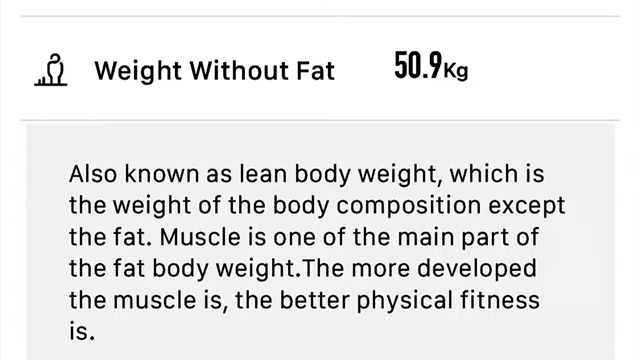 Weight Without Fat 50.9Kg
Also known as lean body weight, which is
the weight of the body composition except
the fat. Muscle is one of the main part of
the fat body weight.The more developed
the muscle is, the better physical fitness
is.